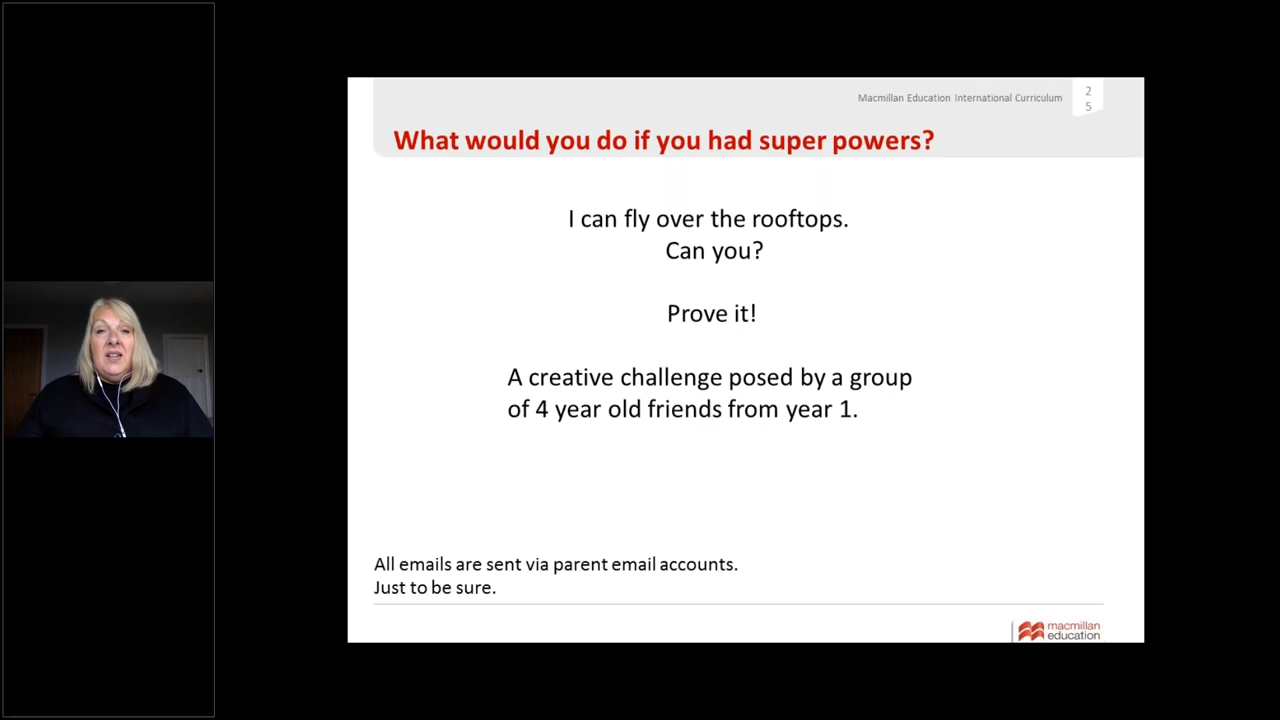 Macmillan Education International Curriculum
2
5
What would you do if you had super powers?
I can fly over the rooftops.
Can you?
Prove it!
A creative challenge posed by a group
of 4 year old friends from year 1.
All emails are sent via parent email accounts.
Just to be sure.
macmillan
education